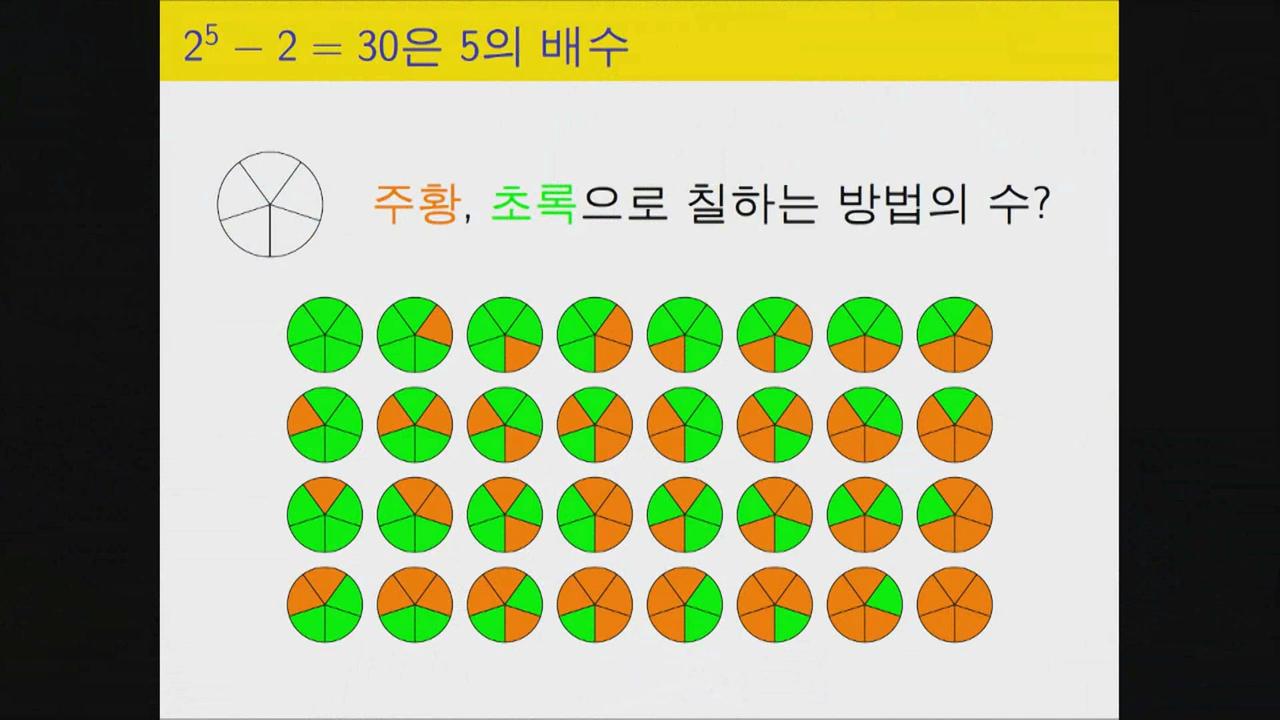 2⁵ − 2 = 30은 5의 배수
주황, 초록으로 칠하는 방법의 수?